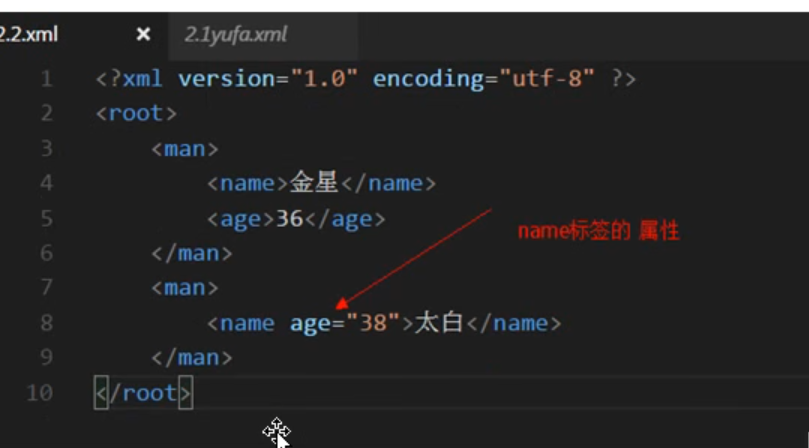 2.2.xml × 2.1yufa.xml
1 <?xml version="1.0" encoding="utf-8" ?>
2 <root>
3 <man>
4 <name>金星</name>
5 <age>36</age>
name标签的 属性
6 </man>
7 <man>
8 <name age="38">太白</name>
9 </man>
10 </root>